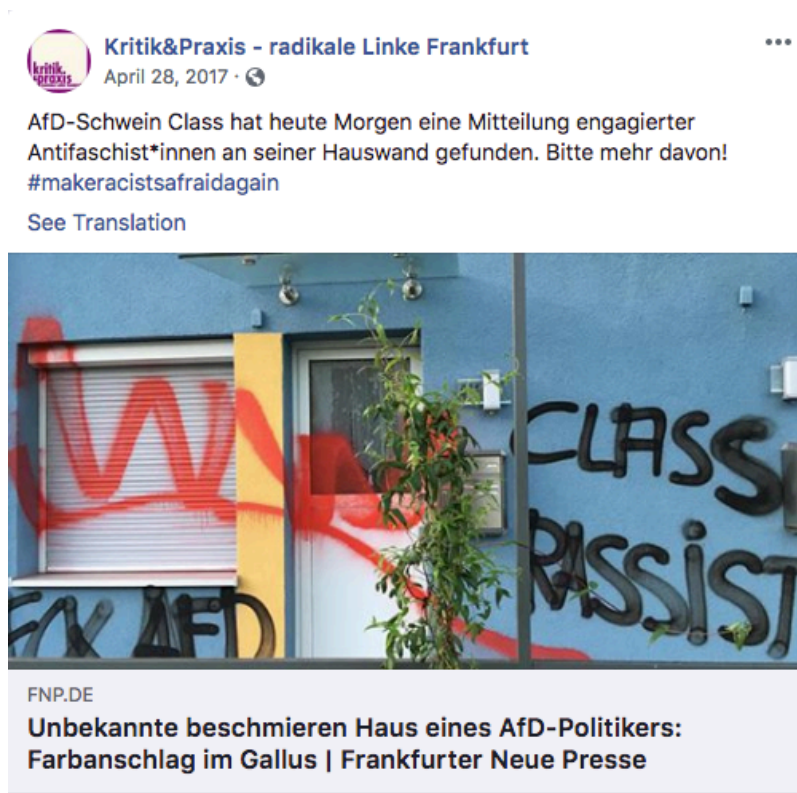 kritik.
praxis
Kritik&Praxis - radikale Linke Frankfurt
April 28, 2017
AfD-Schwein Class hat heute Morgen eine Mitteilung engagierter
Antifaschist*innen an seiner Hauswand gefunden. Bitte mehr davon!
#makeracistsafraidagain
See Translation
CLASS
RASSIST
AFD
FNP.DE
Unbekannte beschmieren Haus eines AfD-Politikers:
Farbanschlag im Gallus | Frankfurter Neue Presse